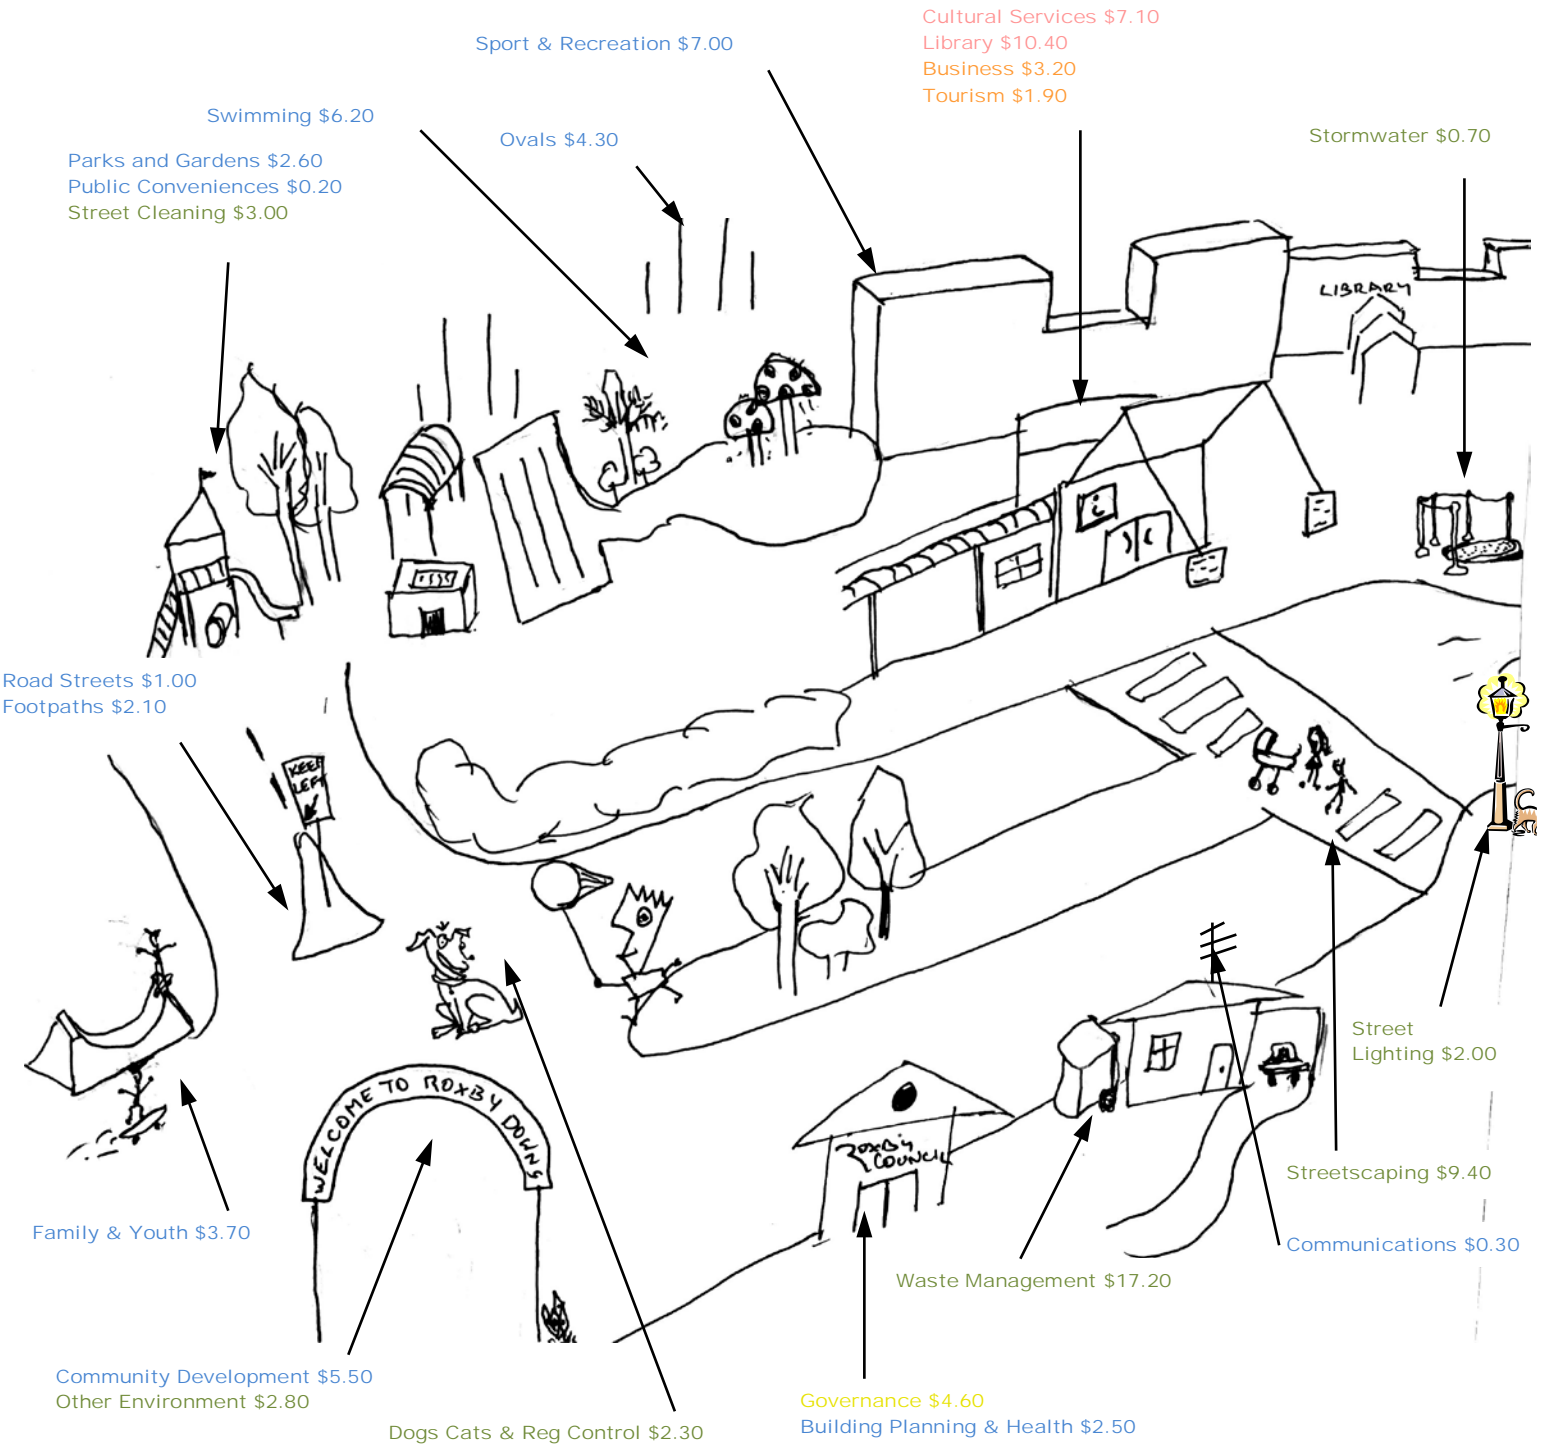 Cultural Services $7.10
Library $10.40
Business $3.20
Tourism $1.90
Sport & Recreation $7.00
Swimming $6.20
Ovals $4.30
Stormwater $0.70
Parks and Gardens $2.60
Public Conveniences $0.20
Street Cleaning $3.00
LIBRARY
i
Road Streets $1.00
Footpaths $2.10
KEEP
LEFT
Street
Lighting $2.00
WELCOME TO ROXBY DOWNS
ROXBY
COUNCIL
Streetscaping $9.40
Family & Youth $3.70
Communications $0.30
Waste Management $17.20
Community Development $5.50
Other Environment $2.80
Governance $4.60
Building Planning & Health $2.50
Dogs Cats & Reg Control $2.30